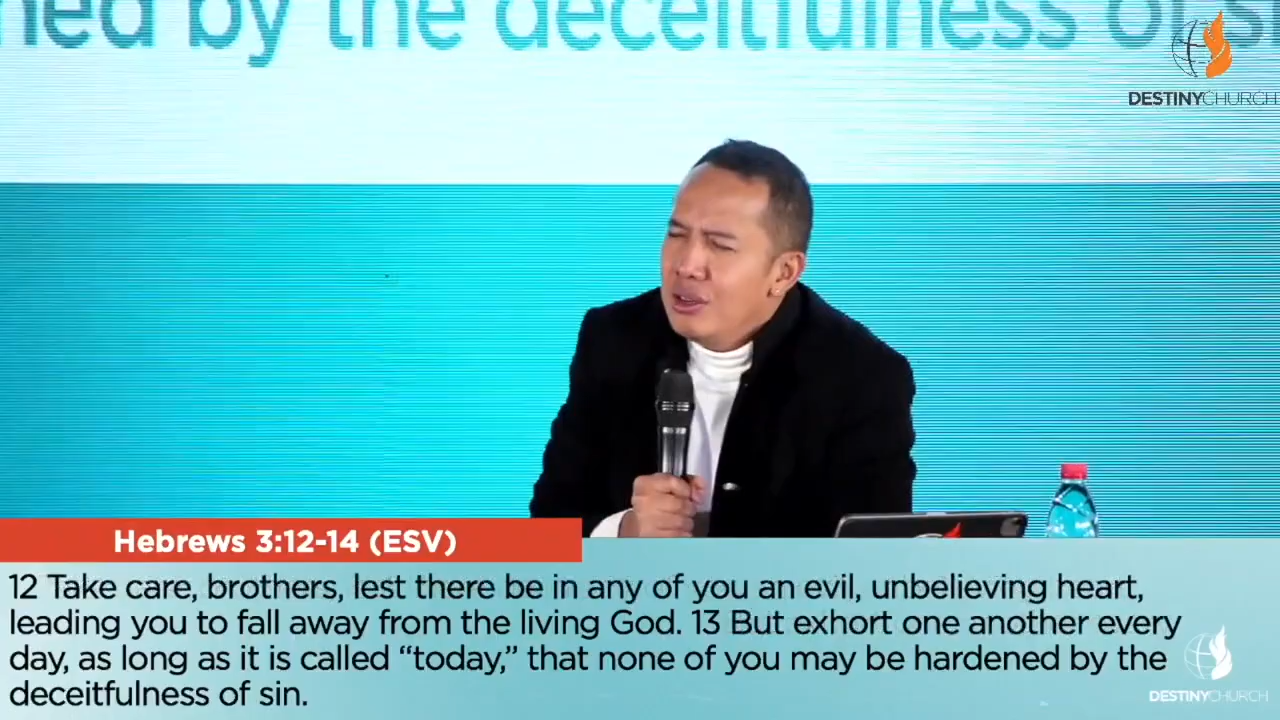 by the deceitfulness of
DESTINYCHURCH
Hebrews 3:12-14 (ESV)
12 Take care, brothers, lest there be in any of you an evil, unbelieving heart,
leading you to fall away from the living God. 13 But exhort one another every
day, as long as it is called “today,” that none of you may be hardened by the
deceitfulness of sin.
DESTINYCHURCH